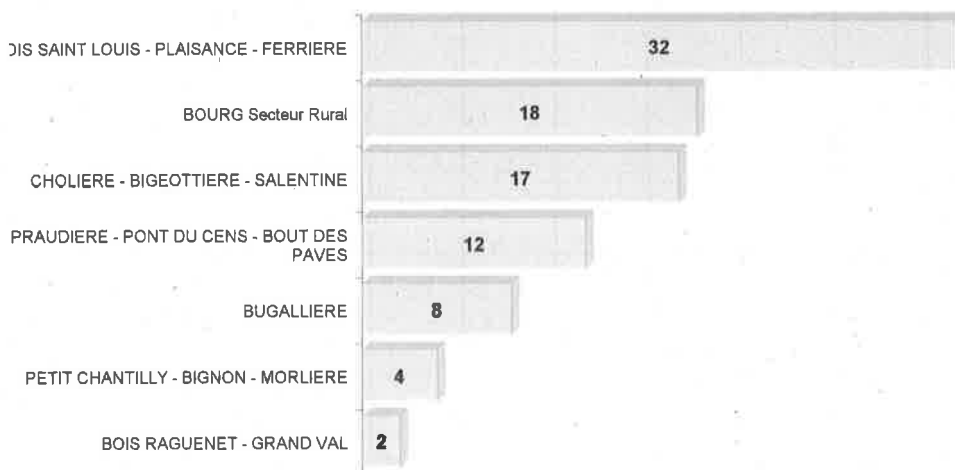 SAINT LOUIS - PLAISANCE - FERRIERE
32
BOURG Secteur Rural
18
CHOLIERE - BIGEOTTIERE - SALENTINE
17
PRAUDIERE - PONT DU CENS - BOUT DES
PAVES
12
BUGALLIERE
8
PETIT CHANTILLY - BIGNON - MORLIERE
4
BOIS RAGUENET - GRAND VAL
2